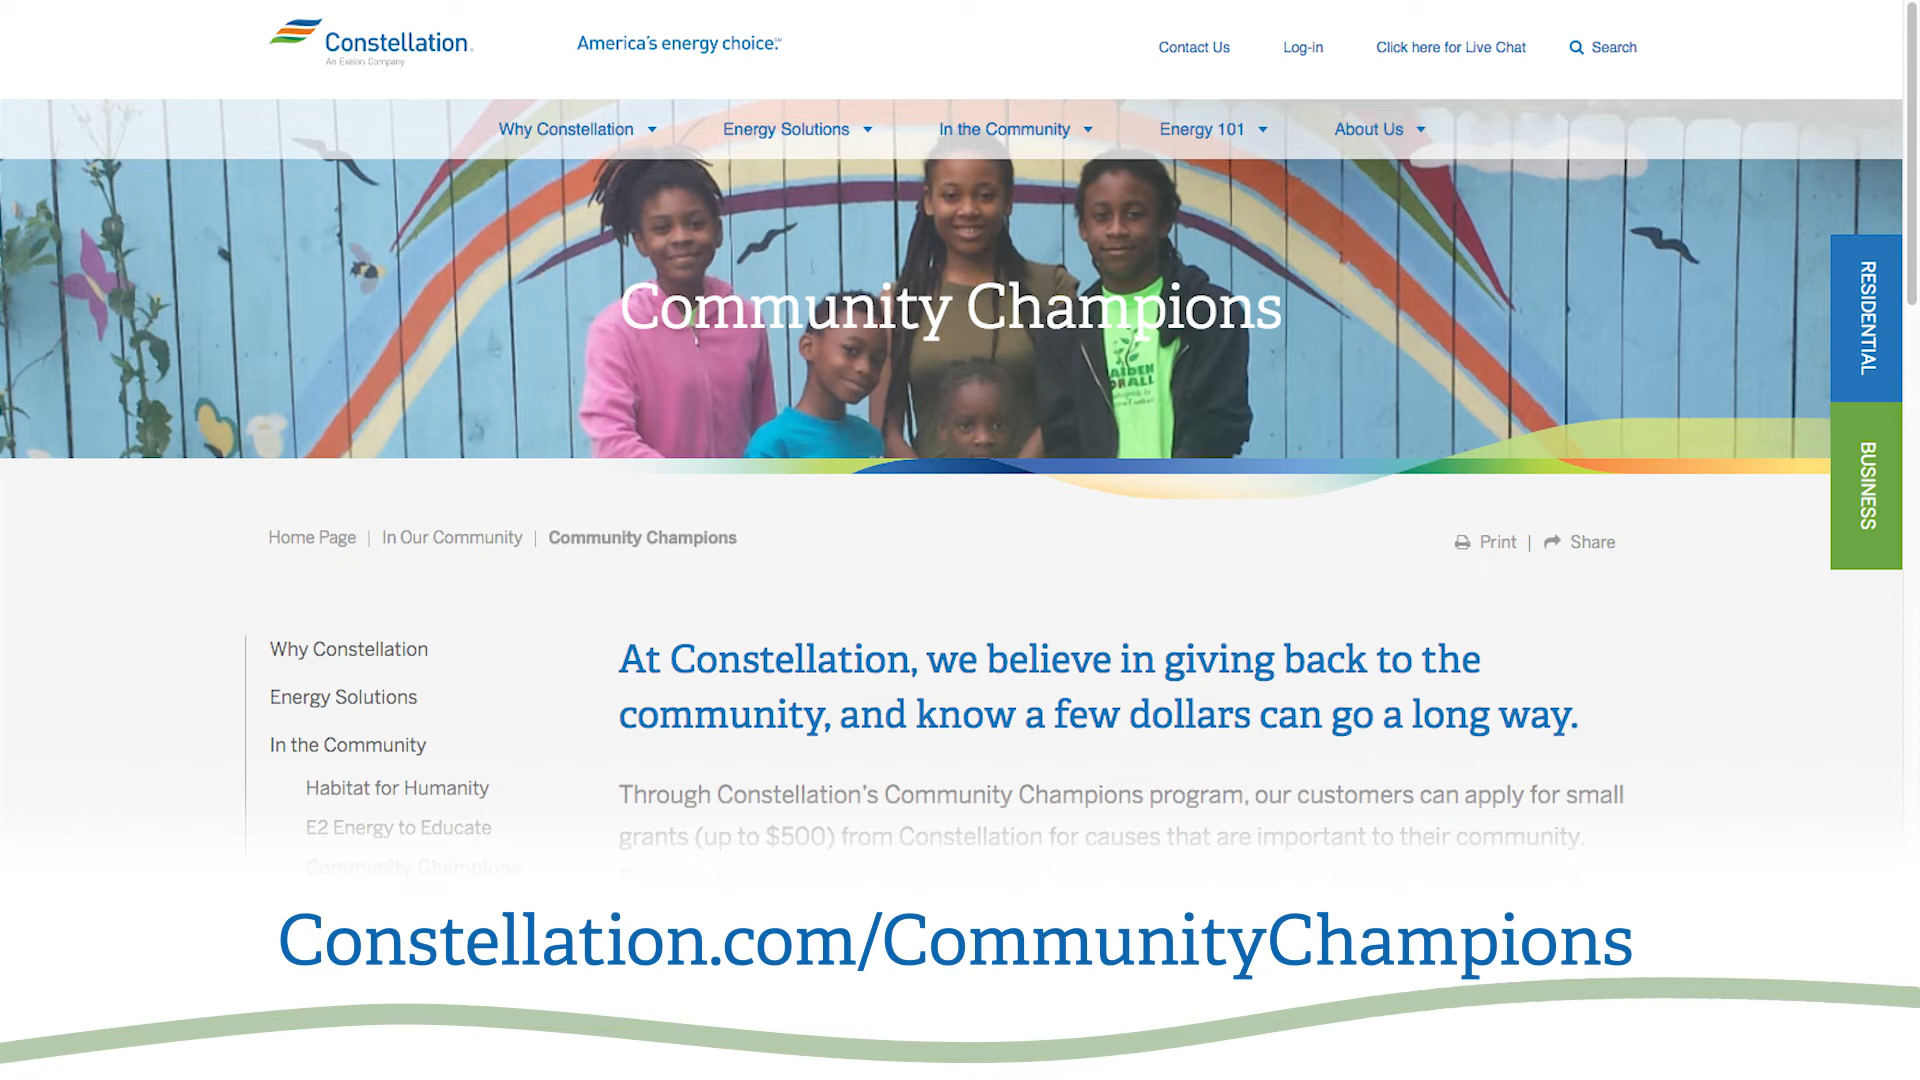 Constellation.
An Exelon Company
America's energy choice.℠
Contact Us
Log-in
Click here for Live Chat
Search
Why Constellation
Energy Solutions
In the Community
Energy 101
About Us
Community Champions
RESIDENTIAL
BUSINESS
Home Page | In Our Community | Community Champions
Print | Share
Why Constellation
Energy Solutions
In the Community
Habitat for Humanity
E2 Energy to Educate
Community Champions
At Constellation, we believe in giving back to the
community, and know a few dollars can go a long way.
Through Constellation's Community Champions program, our customers can apply for small
grants (up to $500) from Constellation for causes that are important to their community.
Constellation.com/CommunityChampions